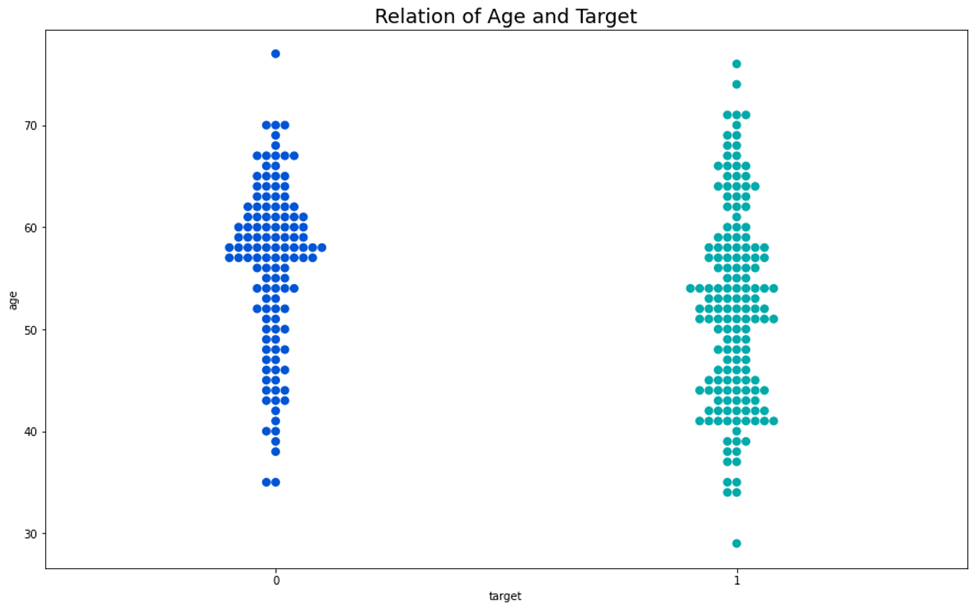 Relation of Age and Target
70
60
50
40
30
age
0
1
target